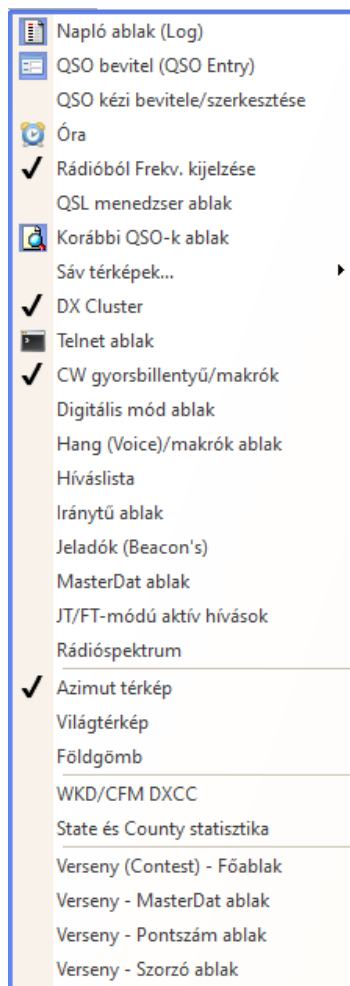 Napló ablak (Log)
QSO bevitel (QSO Entry)
QSO kézi bevitele/szerkesztése
Óra
Rádióból Frekv. kijelzése
QSL menedzser ablak
Korábbi QSO-k ablak
Sáv térképek...
DX Cluster
Telnet ablak
CW gyorsbillentyű/makrók
Digitális mód ablak
Hang (Voice)/makrók ablak
Híváslista
Iránytű ablak
Jeladók (Beacon's)
MasterDat ablak
JT/FT-módú aktív hívások
Rádióspektrum
Azimut térkép
Világtérkép
Földgömb
WKD/CFM DXCC
State és County statisztika
Verseny (Contest) - Főablak
Verseny - MasterDat ablak
Verseny - Pontszám ablak
Verseny - Szorzó ablak